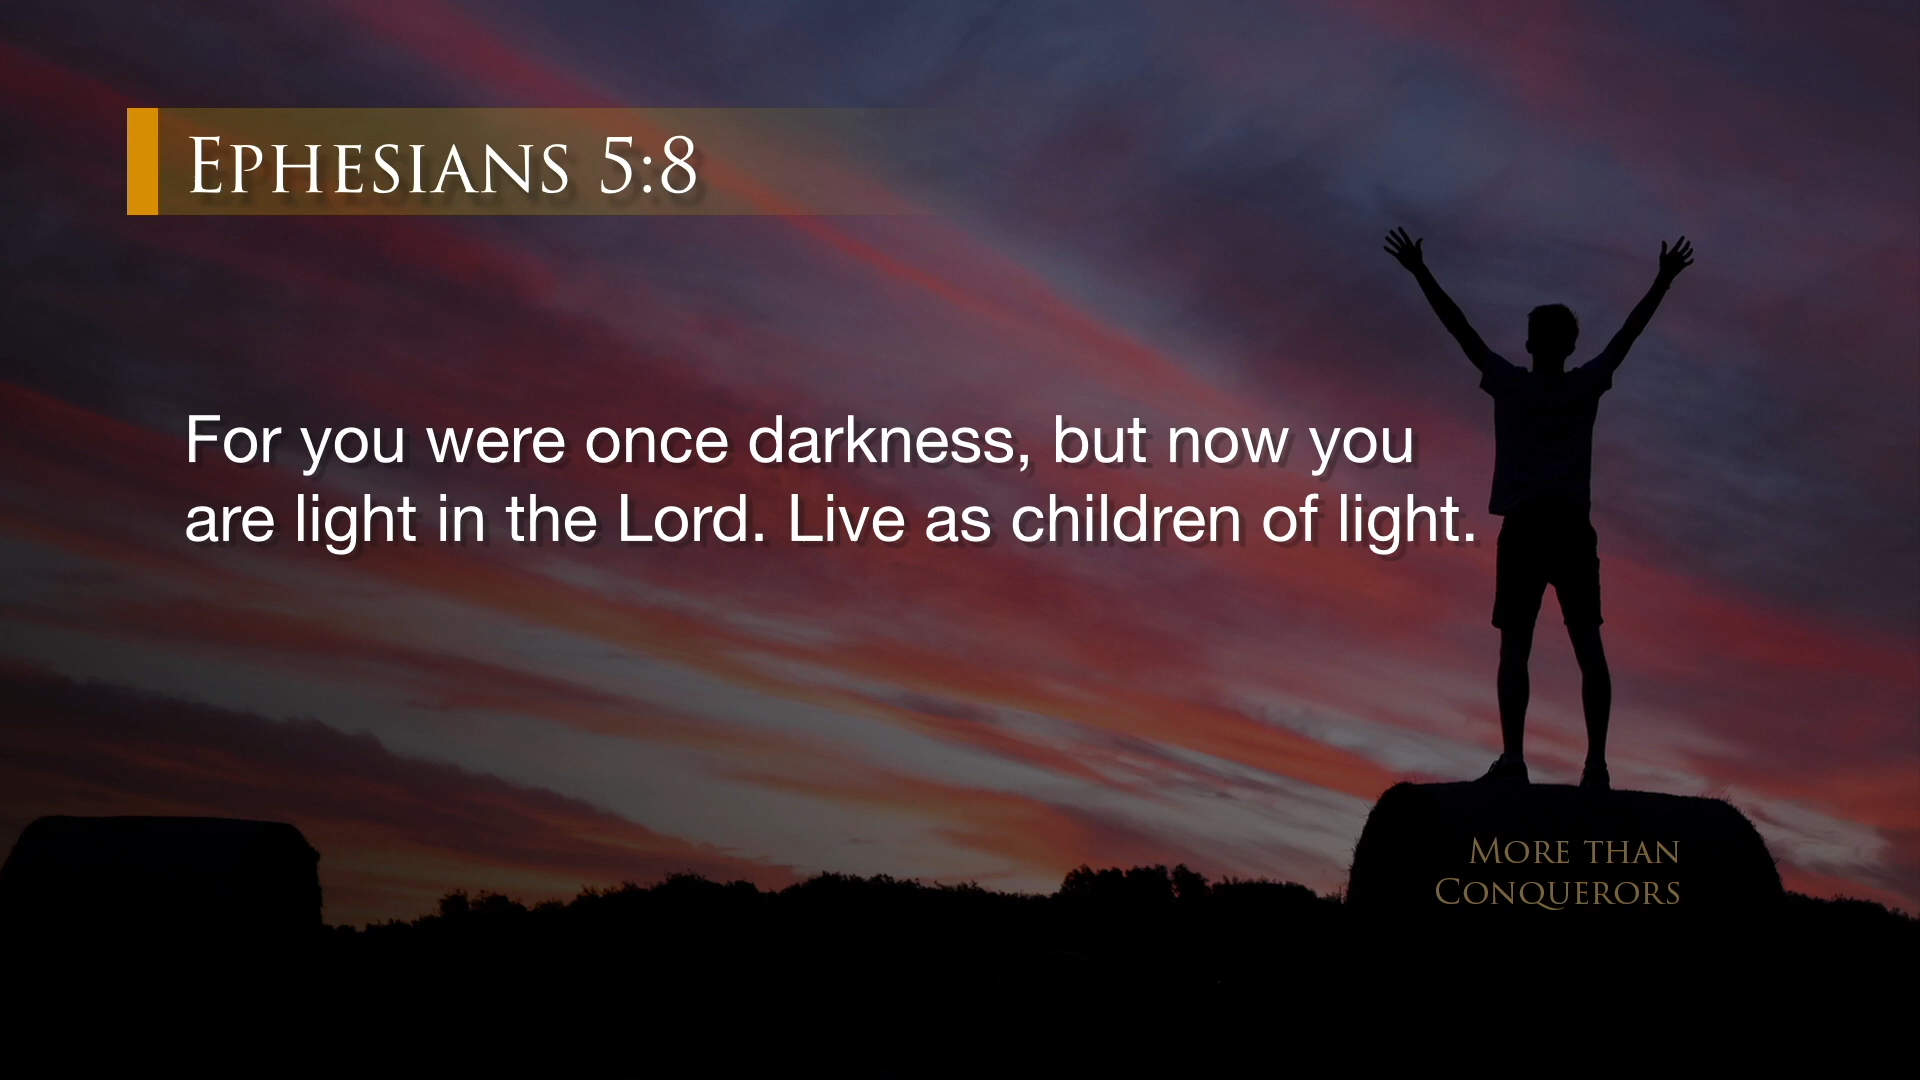 Ephesians 5:8
For you were once darkness, but now you
are light in the Lord. Live as children of light.
More than
Conquerors